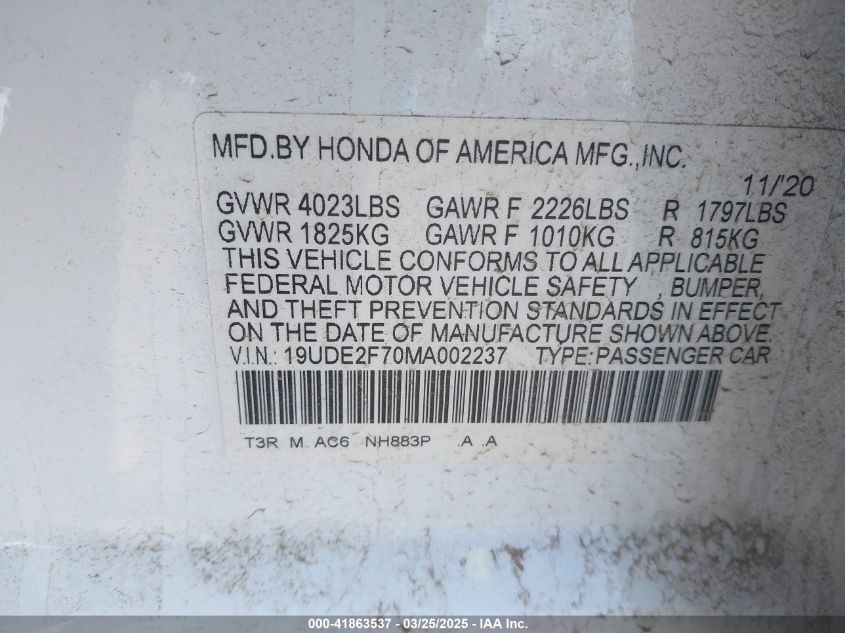 MFD.BY HONDA OF AMERICA MFG.,INC.
11/'20
GVWR 4023LBS GAWR F 2226LBS R 1797LBS
GVWR 1825KG GAWR F 1010KG R 815KG
THIS VEHICLE CONFORMS TO ALL APPLICABLE
FEDERAL MOTOR VEHICLE SAFETY , BUMPER,
AND THEFT PREVENTION STANDARDS IN EFFECT
ON THE DATE OF MANUFACTURE SHOWN ABOVE.
V.I.N.: 19UDE2F70MA002237 TYPE:PASSENGER CAR
T3R M AC6 NH883P .A .A
000-41863537 - 03/25/2025 - IAA Inc.